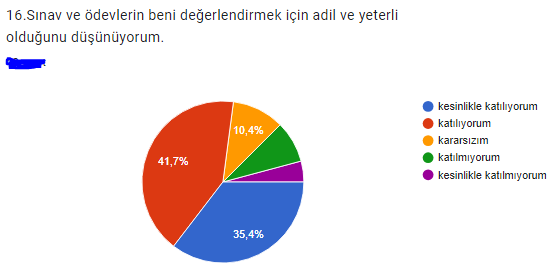 16.Sınav ve ödevlerin beni değerlendirmek için adil ve yeterli
olduğunu düşünüyorum.
kesinlikle katılıyorum
katılıyorum
kararsızım
katılmıyorum
kesinlikle katılmıyorum
10,4%
41,7%
35,4%